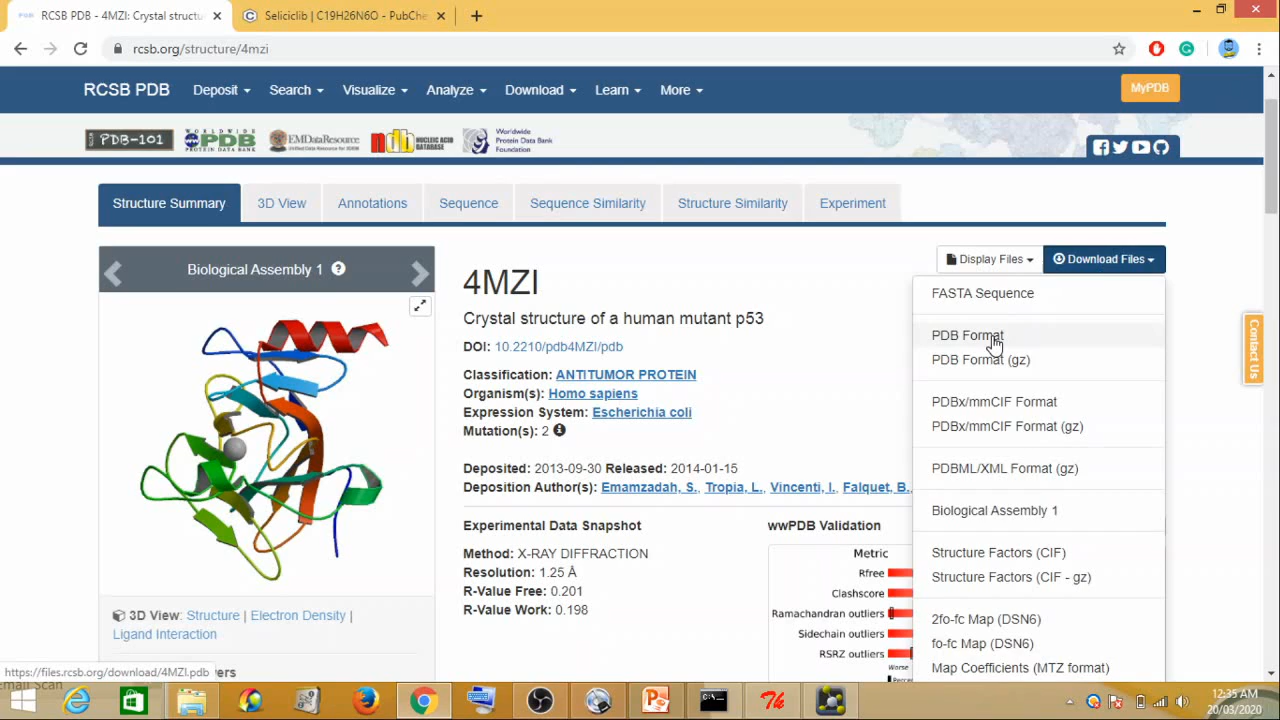 RCSB PDB - 4MZI: Crystal structu
Seliciclib | C19H26N6O - PubChe
rcsb.org/structure/4mzi
RCSB PDB
Deposit
Search
Visualize
Analyze
Download
Learn
More
MyPDB
PDB-101
WORLDWIDE PDB PROTEIN DATA BANK
EMDataResource
ndb NUCLEIC ACID DATABASE
Worldwide
Protein Data Bank
Foundation
Structure Summary
3D View
Annotations
Sequence
Sequence Similarity
Structure Similarity
Experiment
Biological Assembly 1
4MZI
Crystal structure of a human mutant p53
DOI: 10.2210/pdb4MZI/pdb
Classification: ANTITUMOR PROTEIN
Organism(s): Homo sapiens
Expression System: Escherichia coli
Mutation(s): 2
Deposited: 2013-09-30 Released: 2014-01-15
Deposition Author(s): Emamzadah, S., Tropia, L., Vincenti, I., Falquet, B.,
Experimental Data Snapshot
Method: X-RAY DIFFRACTION
Resolution: 1.25 Å
R-Value Free: 0.201
R-Value Work: 0.198
wwPDB Validation
Metric
Rfree
Clashscore
Ramachandran outliers
Sidechain outliers
RSRZ outliers
Worse
Display Files
Download Files
FASTA Sequence
PDB Format
PDB Format (gz)
PDBx/mmCIF Format
PDBx/mmCIF Format (gz)
PDBML/XML Format (gz)
Biological Assembly 1
Structure Factors (CIF)
Structure Factors (CIF - gz)
2fo-fc Map (DSN6)
fo-fc Map (DSN6)
Map Coefficients (MTZ format)
Contact Us
3D View: Structure | Electron Density |
Ligand Interaction
https://files.rcsb.org/download/4MZI.pdb
12:35 AM
20/03/2020